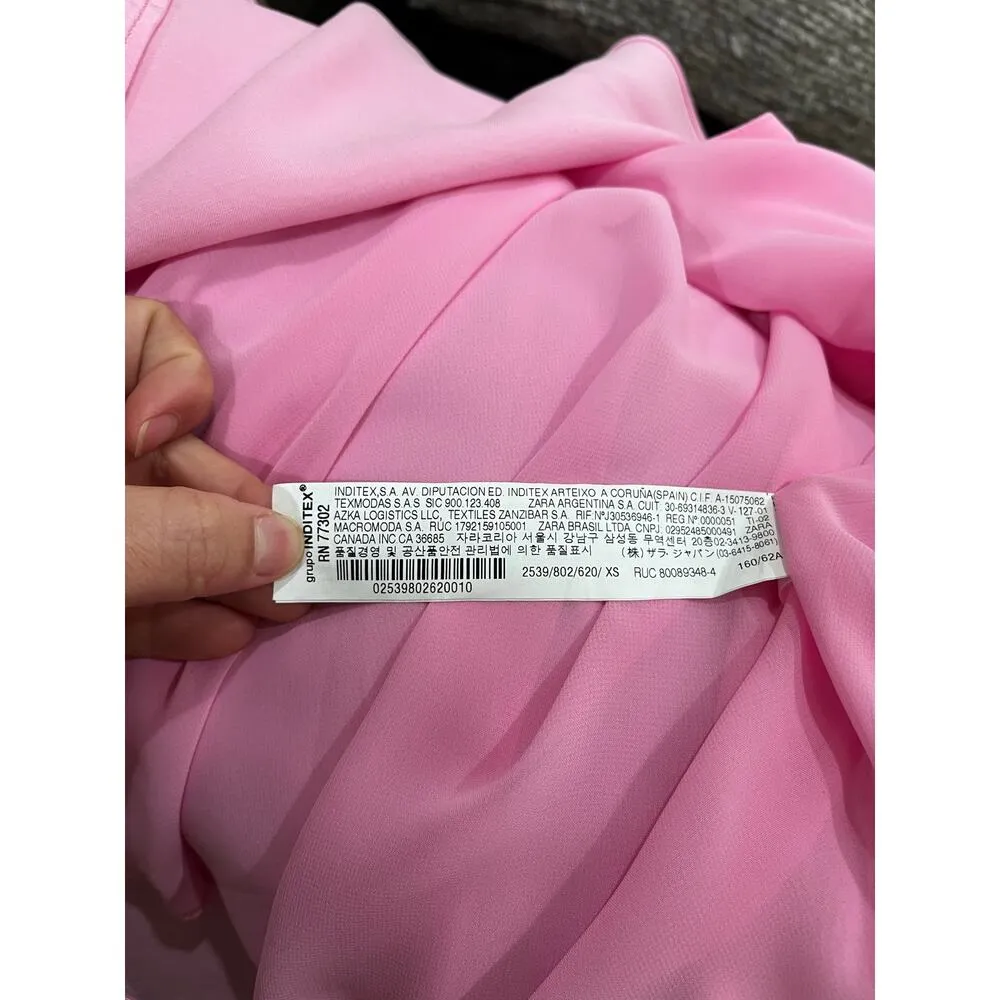 grupo INDITEX®
RN 77302
INDITEX,S.A. AV. DIPUTACION ED. INDITEX ARTEIXO A CORUÑA(SPAIN) C.I.F. A-15075062
TEXMODAS S.A.S SIC 900.123.408 ZARA ARGENTINA S.A. CUIT. 30-69314836-3 V-127-01
AZKA LOGISTICS LLC, TEXTILES ZANZIBAR S.A. RIF NºJ30536946-1 REG Nº 0000051 TI-02
MACROMODA S.A. RUC 1792159105001 ZARA BRASIL LTDA, CNPJ: 02952485000491 ZARA
CANADA INC CA 36685 자라코리아 서울시 강남구 삼성동 무역센터 20층 02-3413-9800
품질경영 및 공산품안전 관리법에 의한 품질표시 (株) ザラ・ジャパン (03-6415-8061)
2539/802/620/ XS RUC 80089348-4 160/62A
02539802620010